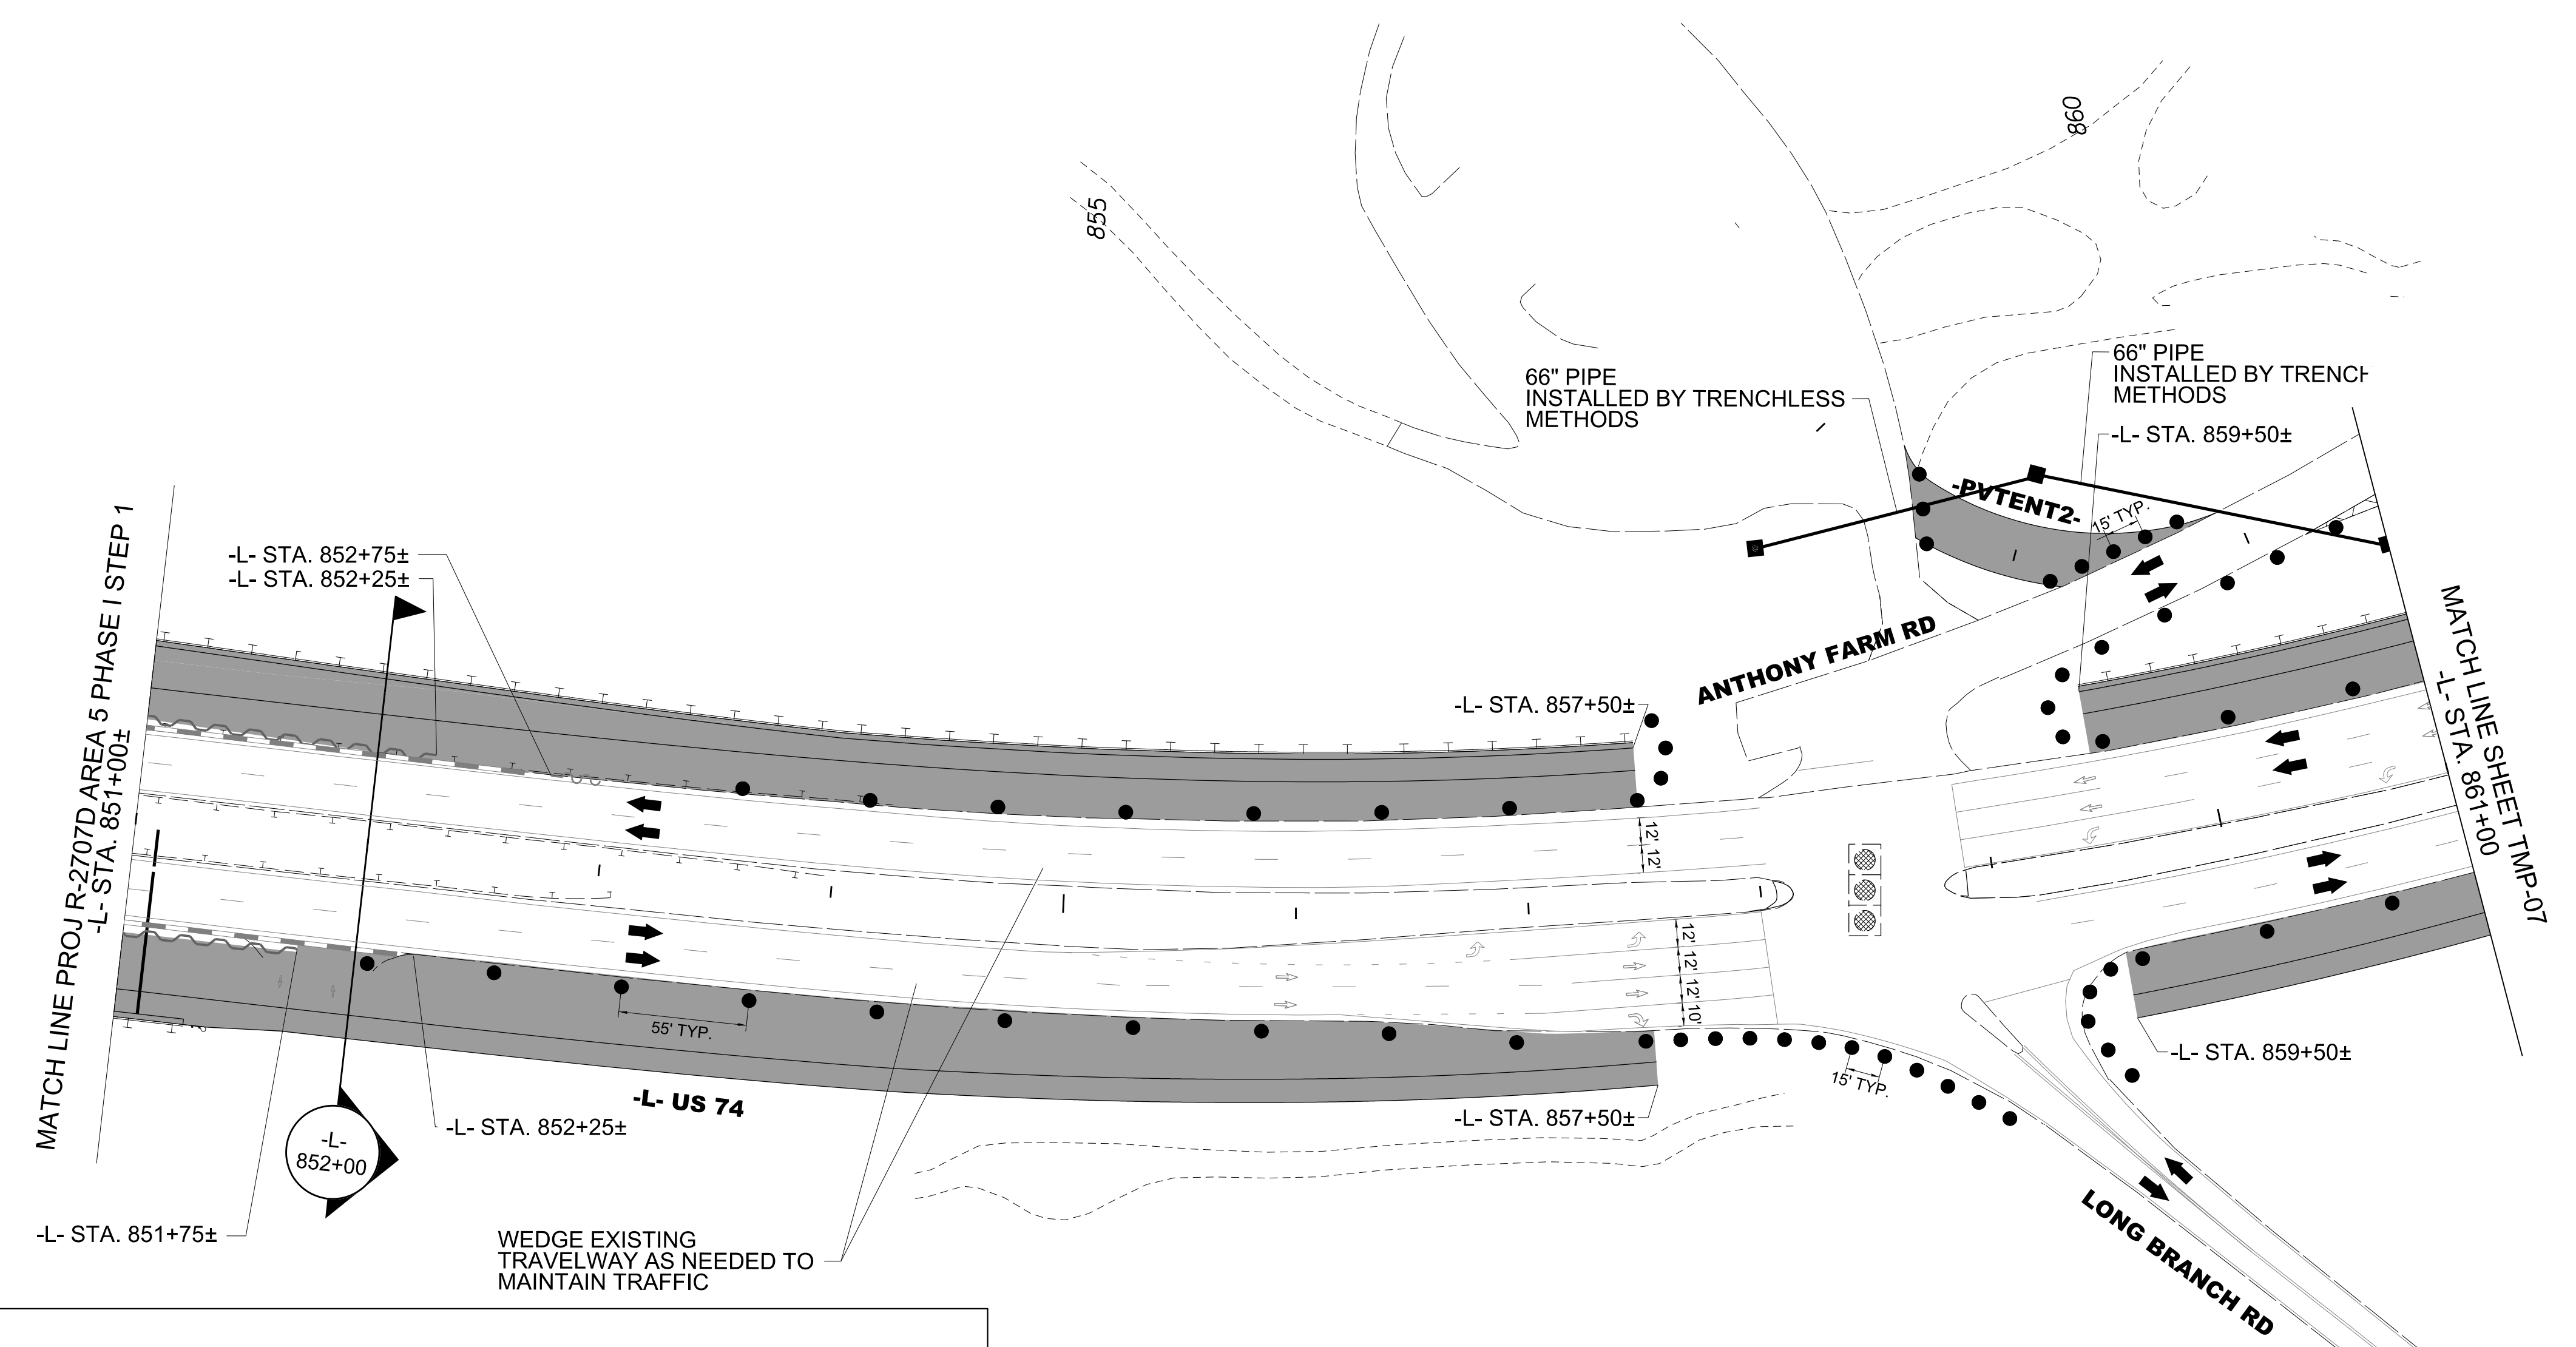 860
855
66" PIPE
INSTALLED BY TRENCHLESS
METHODS
66" PIPE
INSTALLED BY TRENCH
METHODS
-L- STA. 859+50±
-PVTENT2-
15' TYP.
MATCH LINE PROJ R-2707D AREA 5 PHASE I STEP 1
-L- STA. 851+00±
-L- STA. 852+75±
-L- STA. 852+25±
ANTHONY FARM RD
-L- STA. 857+50±
MATCH LINE SHEET TMP-07
-L- STA. 861+00
12'
12'
12'
12'
12'
10'
55' TYP.
-L- US 74
-L- STA. 852+25±
-L-
852+00
-L- STA. 851+75±
-L- STA. 857+50±
15' TYP.
-L- STA. 859+50±
WEDGE EXISTING
TRAVELWAY AS NEEDED TO
MAINTAIN TRAFFIC
LONG BRANCH RD